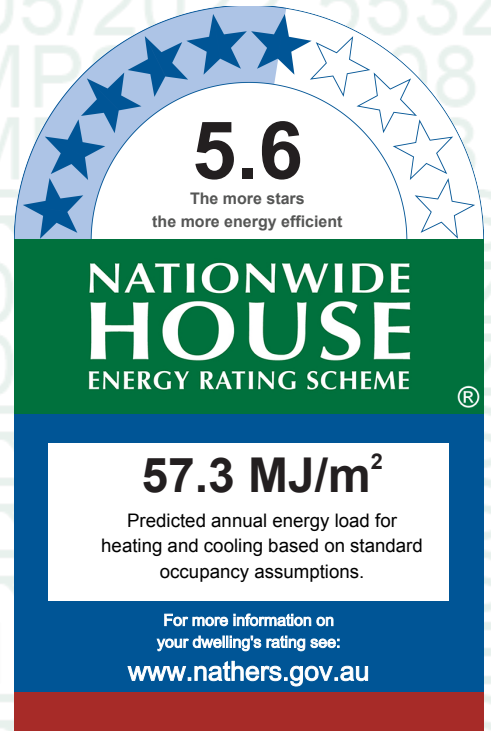 5.6
The more stars
the more energy efficient
NATIONWIDE
HOUSE
ENERGY RATING SCHEME
®
57.3 MJ/m²
Predicted annual energy load for
heating and cooling based on standard
occupancy assumptions.
For more information on
your dwelling's rating see:
www.nathers.gov.au